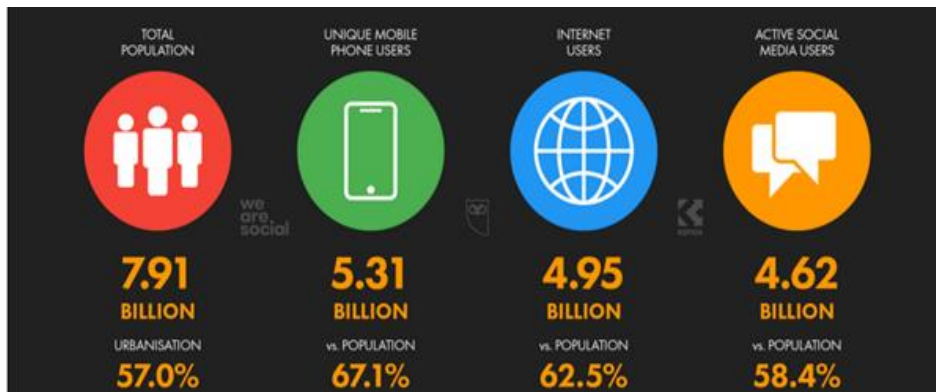 TOTAL
POPULATION
UNIQUE MOBILE
PHONE USERS
INTERNET
USERS
ACTIVE SOCIAL
MEDIA USERS
we
are
social
KEPIOS
7.91
BILLION
5.31
BILLION
4.95
BILLION
4.62
BILLION
URBANISATION
57.0%
vs. POPULATION
67.1%
vs. POPULATION
62.5%
vs. POPULATION
58.4%